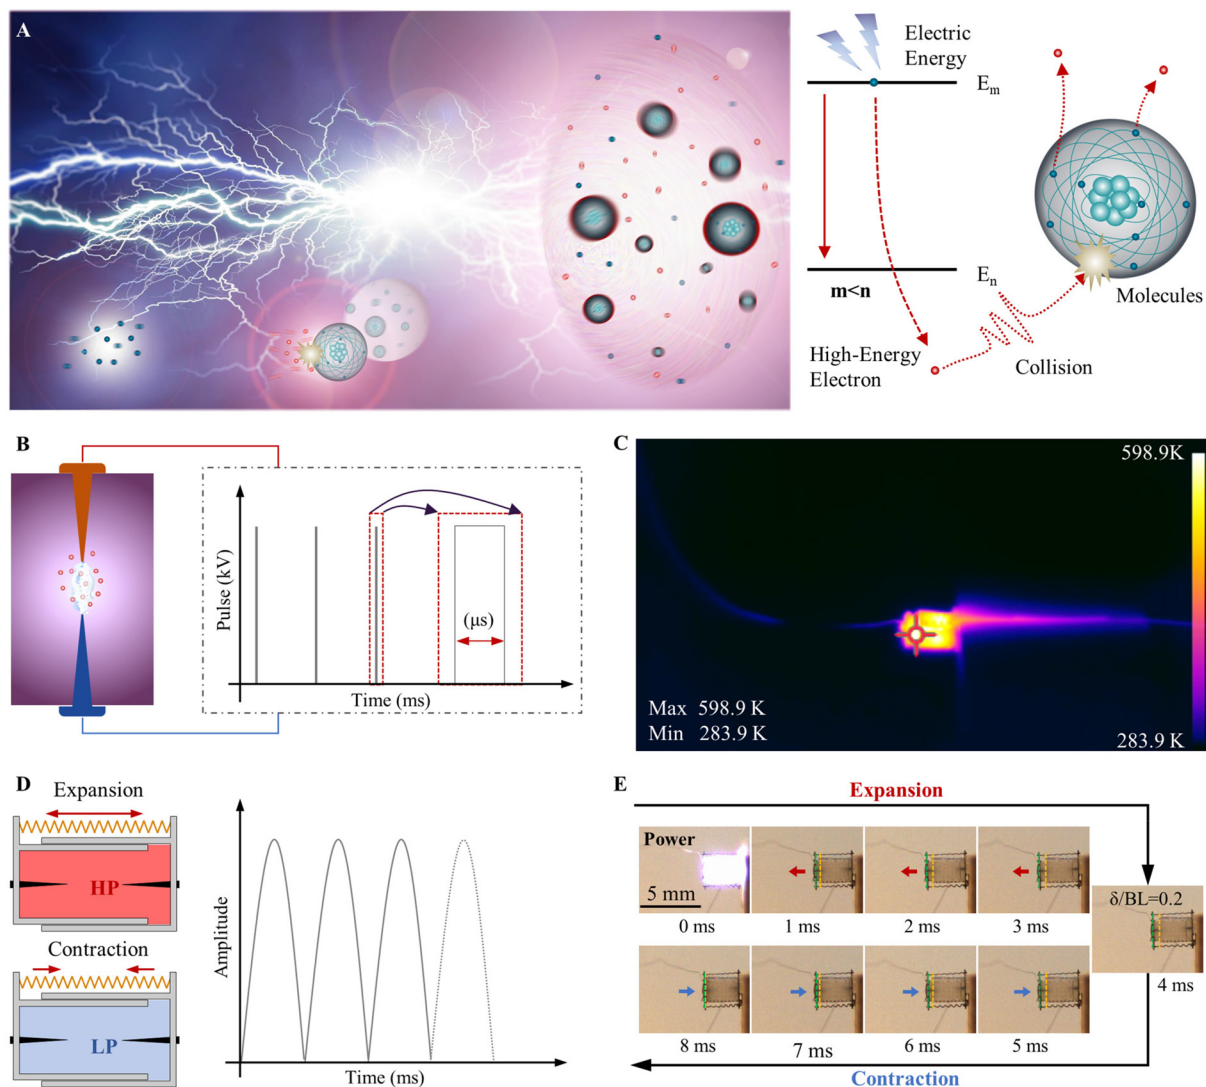 A
Electric
Energy
Em
m<n
En
Molecules
High-Energy
Electron
Collision
B
Pulse (kV)
(μs)
Time (ms)
C
598.9K
Max 598.9 K
Min 283.9 K
283.9 K
D
Expansion
HP
Contraction
LP
Amplitude
Time (ms)
E
Expansion
Power
5 mm
0 ms
1 ms
2 ms
3 ms
δ/BL=0.2
4 ms
8 ms
7 ms
6 ms
5 ms
Contraction